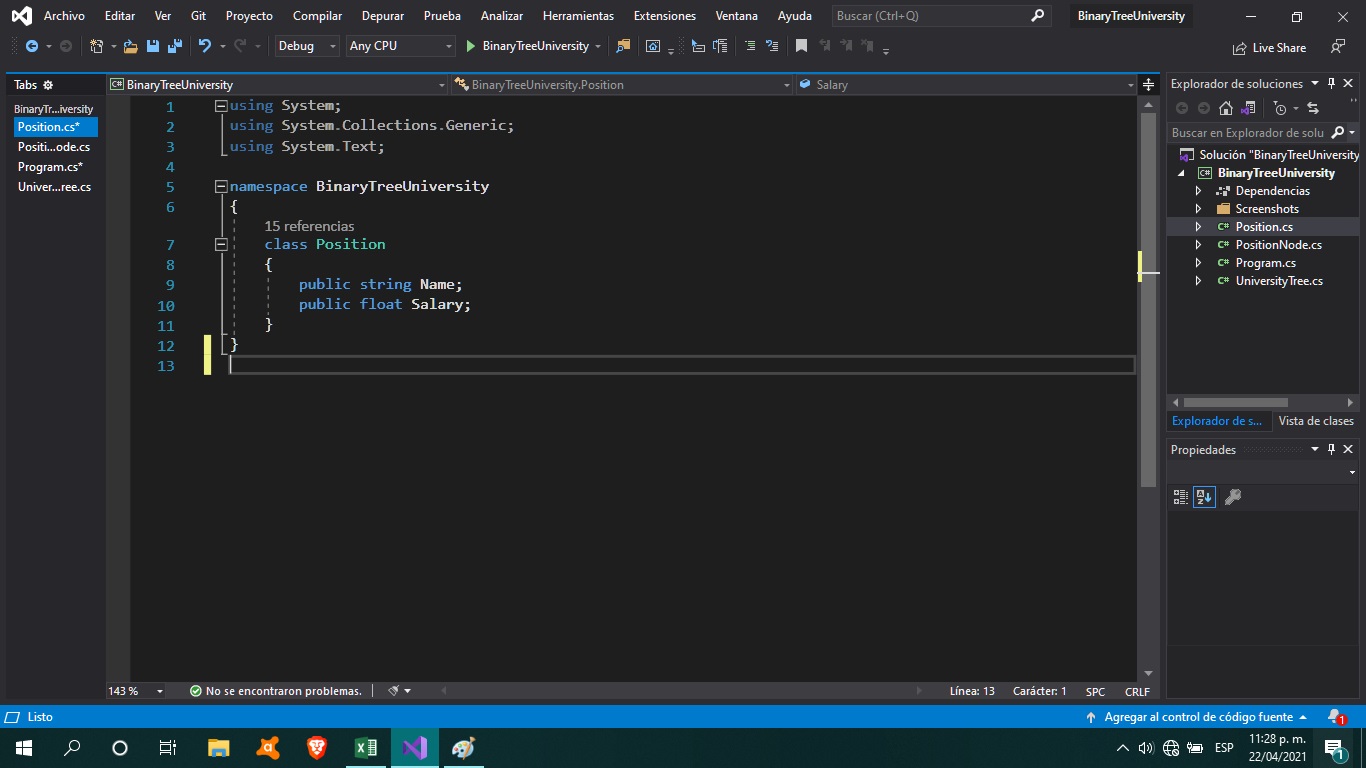 Archivo Editar Ver Git Proyecto Compilar Depurar Prueba Analizar Herramientas Extensiones Ventana Ayuda Buscar (Ctrl+Q) BinaryTreeUniversity
Debug Any CPU BinaryTreeUniversity Live Share
Tabs
BinaryTr...iversity
Position.cs*
Positi...ode.cs
Program.cs*
Univer...ree.cs
C# BinaryTreeUniversity BinaryTreeUniversity.Position Salary
1 using System;
2 using System.Collections.Generic;
3 using System.Text;
4
5 namespace BinaryTreeUniversity
6 {
15 referencias
7 class Position
8 {
9 public string Name;
10 public float Salary;
11 }
12 }
13
143 % No se encontraron problemas. Línea: 13 Carácter: 1 SPC CRLF
Explorador de soluciones
Buscar en Explorador de solu
Solución "BinaryTreeUniversity
C# BinaryTreeUniversity
Dependencias
Screenshots
C# Position.cs
C# PositionNode.cs
C# Program.cs
C# UniversityTree.cs
Explorador de s... Vista de clases
Propiedades
Listo Agregar al control de código fuente 1
ESP 11:28 p. m.
22/04/2021 1